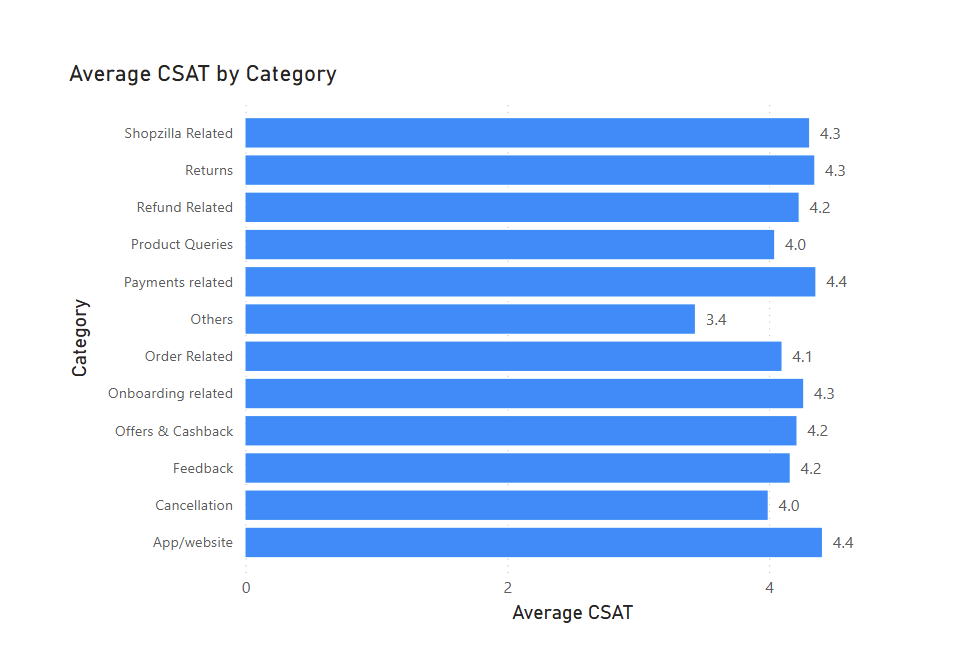 Average CSAT by Category
Category
Shopzilla Related 4.3
Returns 4.3
Refund Related 4.2
Product Queries 4.0
Payments related 4.4
Others 3.4
Order Related 4.1
Onboarding related 4.3
Offers & Cashback 4.2
Feedback 4.2
Cancellation 4.0
App/website 4.4
0 2 4
Average CSAT